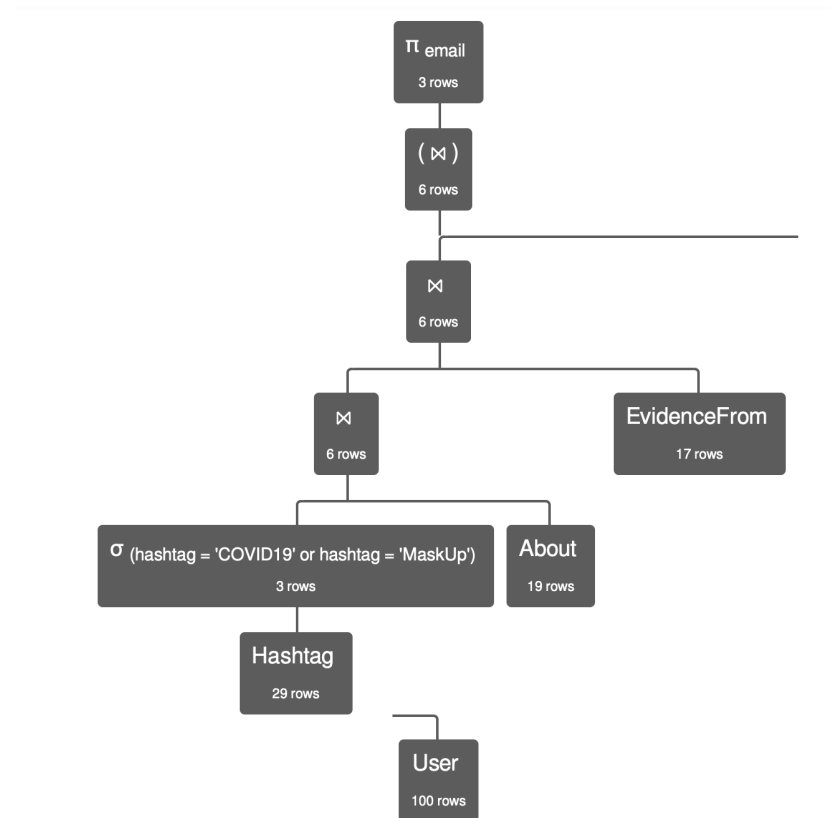 π email
3 rows
( ⋈ )
6 rows
⋈
6 rows
⋈
6 rows
EvidenceFrom
17 rows
σ (hashtag = 'COVID19' or hashtag = 'MaskUp')
3 rows
About
19 rows
Hashtag
29 rows
User
100 rows